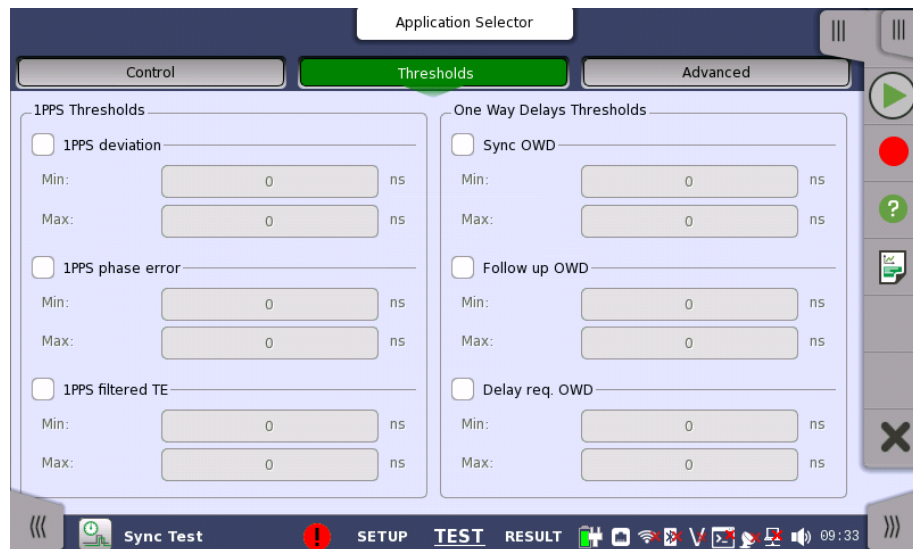 Application Selector
Control
Thresholds
Advanced
1PPS Thresholds
1PPS deviation
Min: 0 ns
Max: 0 ns
1PPS phase error
Min: 0 ns
Max: 0 ns
1PPS filtered TE
Min: 0 ns
Max: 0 ns
One Way Delays Thresholds
Sync OWD
Min: 0 ns
Max: 0 ns
Follow up OWD
Min: 0 ns
Max: 0 ns
Delay req. OWD
Min: 0 ns
Max: 0 ns
Sync Test
SETUP TEST RESULT
09:33